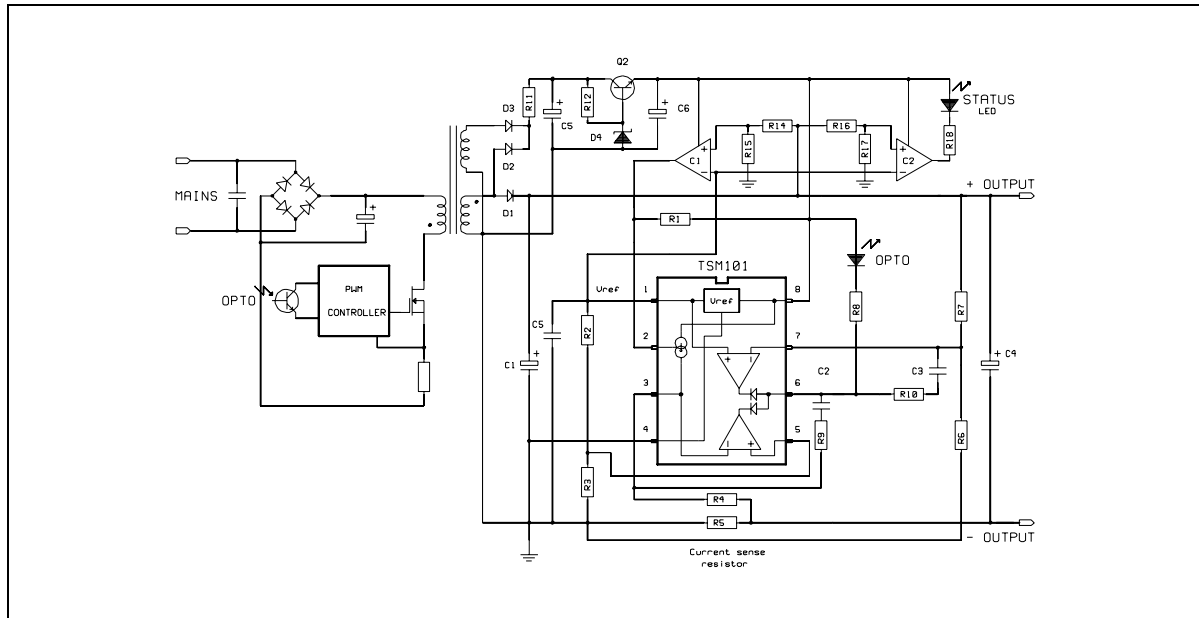 Q2
R11
R12
C5
+
+
C6
STATUS
LED
D3
D4
R14
R16
R18
R15
R17
D2
C1
+
-
C2
+
-
MAINS
+
D1
+ OUTPUT
R1
OPTO
TSM101
OPTO
PWM
CONTROLLER
Vref
1
8
Vref
R8
R7
C5
R2
2
7
C1
+
+
-
C2
C3
+
C4
3
6
R10
4
5
-
+
R9
R6
R3
R4
R5
- OUTPUT
Current sense
resistor